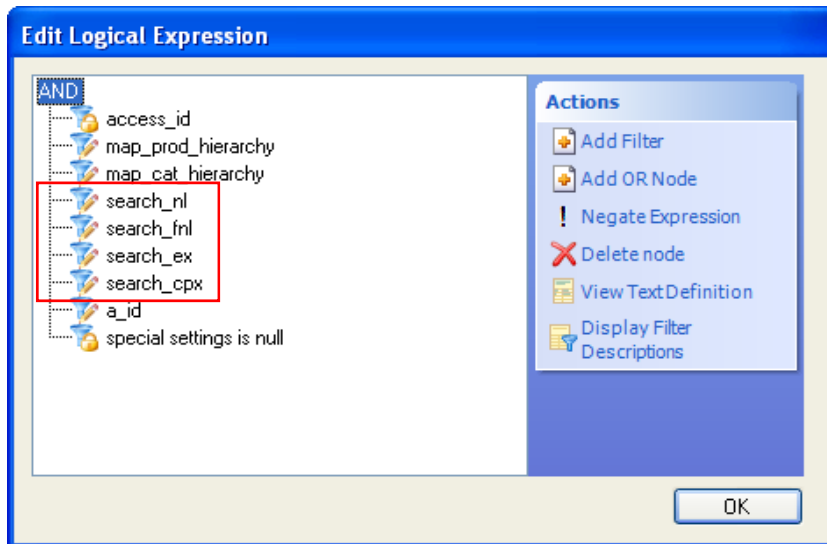 Edit Logical Expression
AND
access_id
map_prod_hierarchy
map_cat_hierarchy
search_nl
search_fnl
search_ex
search_cpx
a_id
special settings is null
Actions
Add Filter
Add OR Node
! Negate Expression
Delete node
View Text Definition
Display Filter
Descriptions
OK